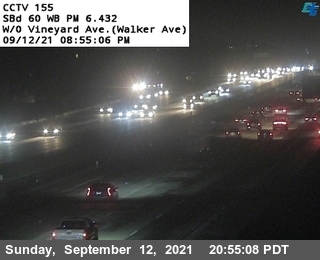 CCTV 155
SBd 60 WB PM 6.432
W/O Vineyard Ave.(Walker Ave)
09/12/21 08:55:06 PM
Sunday, September 12, 2021 20:55:08 PDT